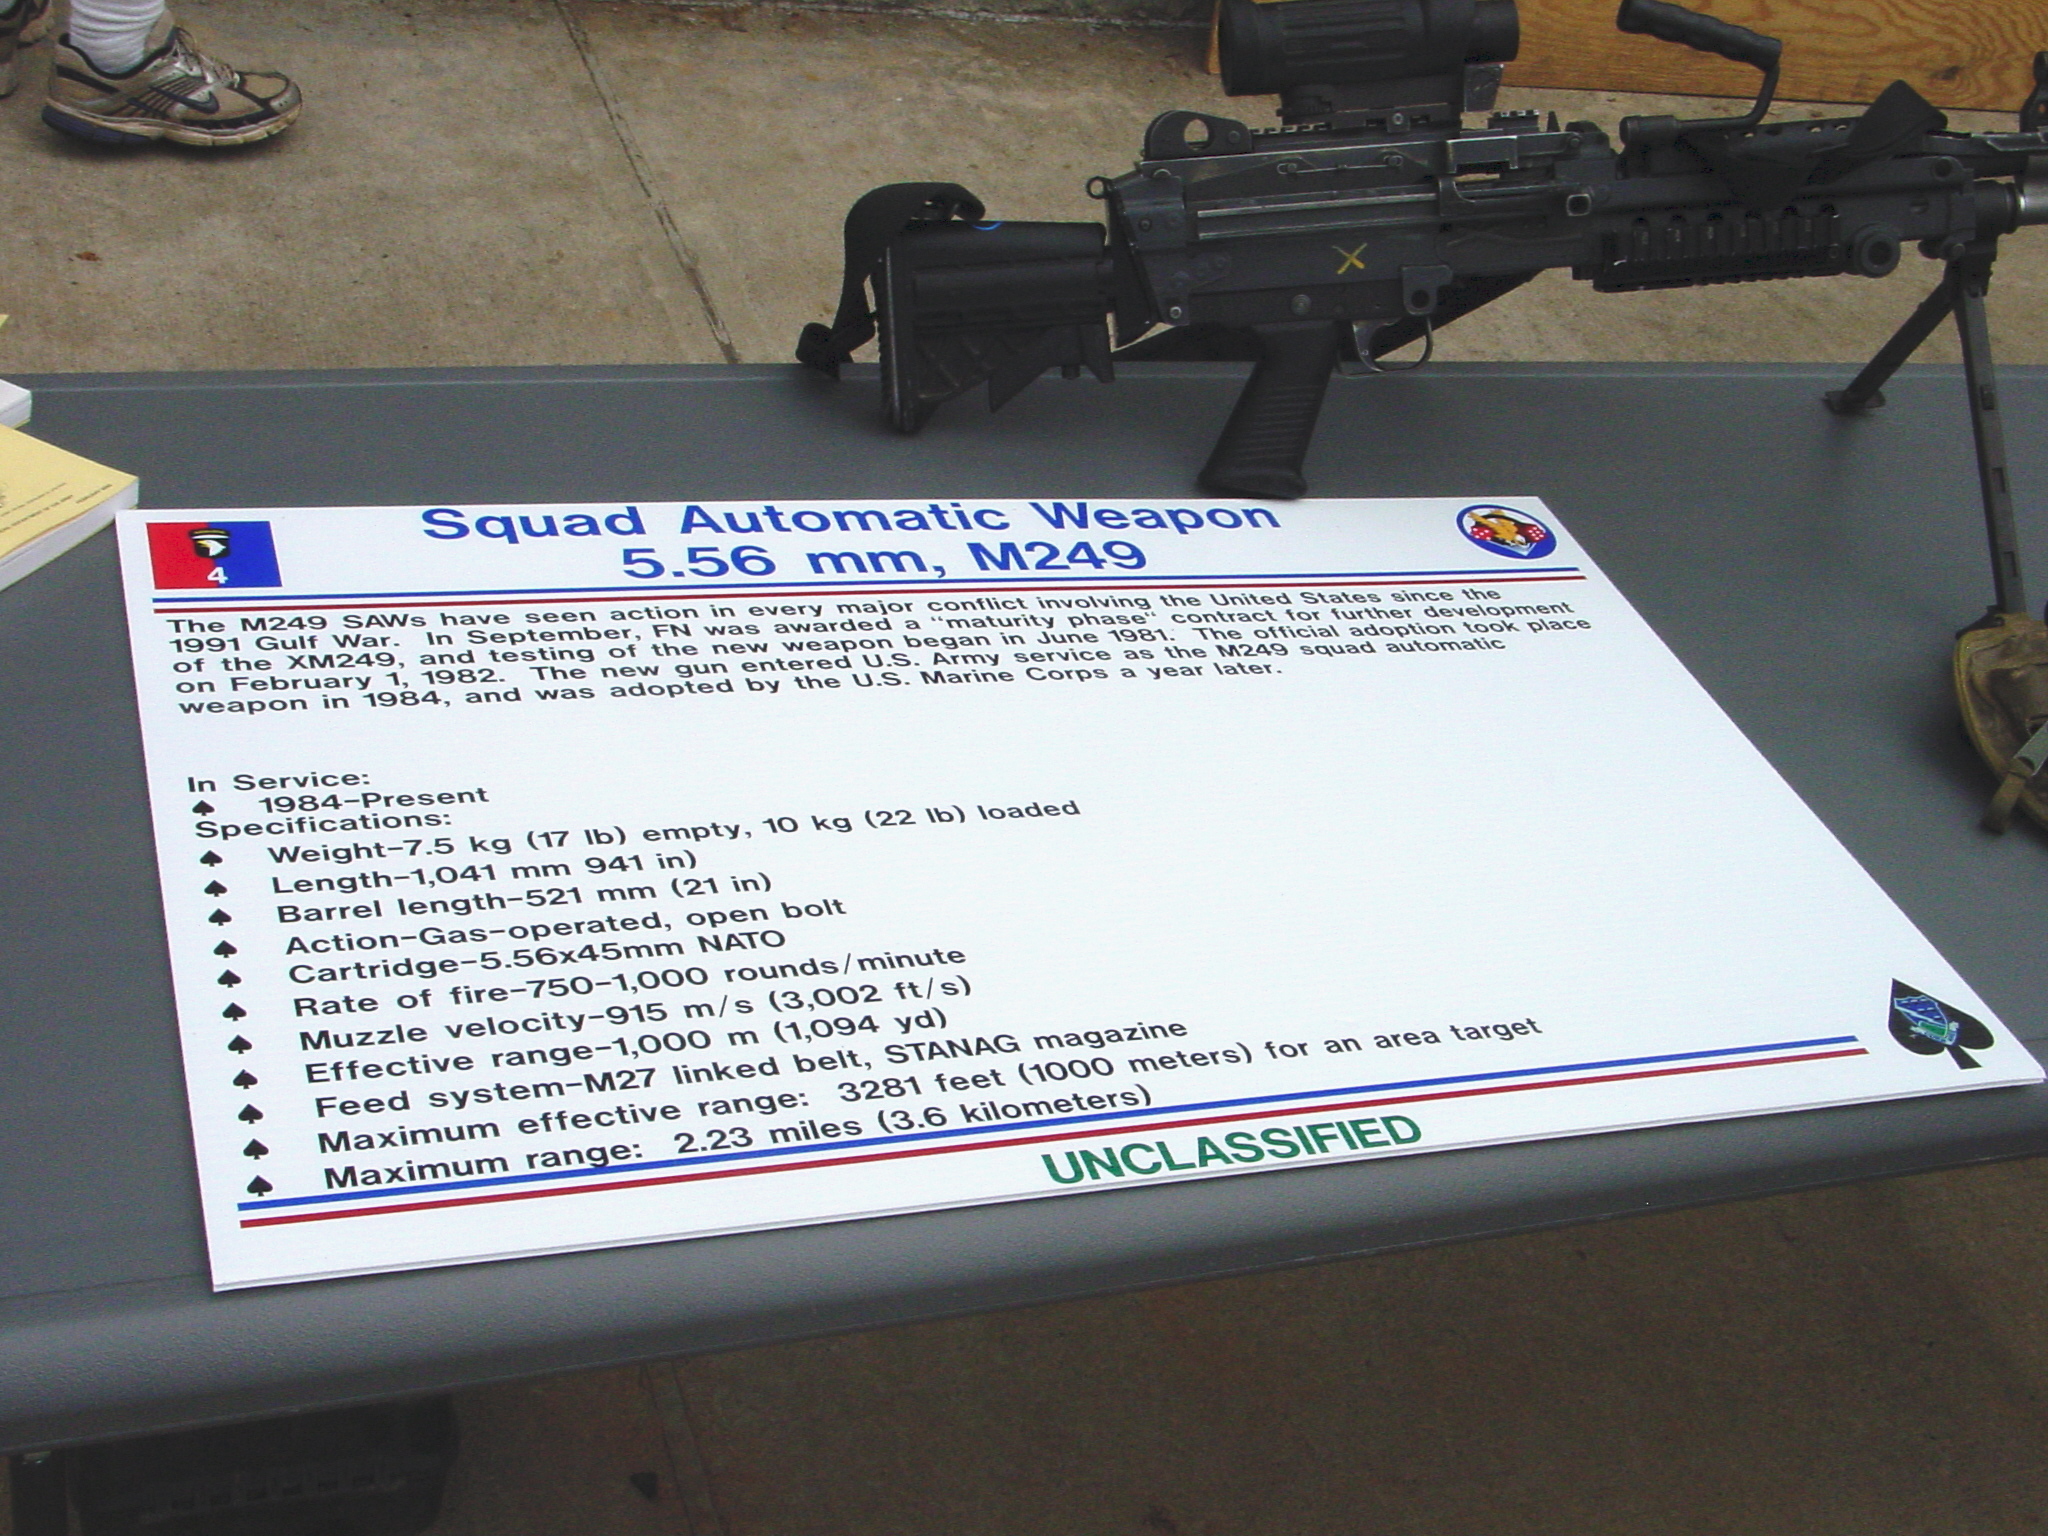 4
Squad Automatic Weapon
5.56 mm, M249
The M249 SAWs have seen action in every major conflict involving the United States since the
1991 Gulf War. In September, FN was awarded a "maturity phase" contract for further development
of the XM249, and testing of the new weapon began in June 1981. The official adoption took place
on February 1, 1982. The new gun entered U.S. Army service as the M249 squad automatic
weapon in 1984, and was adopted by the U.S. Marine Corps a year later.
In Service:
♠ 1984-Present
Specifications:
♠ Weight-7.5 kg (17 lb) empty, 10 kg (22 lb) loaded
♠ Length-1,041 mm 941 in)
♠ Barrel length-521 mm (21 in)
♠ Action-Gas-operated, open bolt
♠ Cartridge-5.56x45mm NATO
♠ Rate of fire-750-1,000 rounds/minute
♠ Muzzle velocity-915 m/s (3,002 ft/s)
♠ Effective range-1,000 m (1,094 yd)
♠ Feed system-M27 linked belt, STANAG magazine
♠ Maximum effective range: 3281 feet (1000 meters) for an area target
♠ Maximum range: 2.23 miles (3.6 kilometers)
UNCLASSIFIED